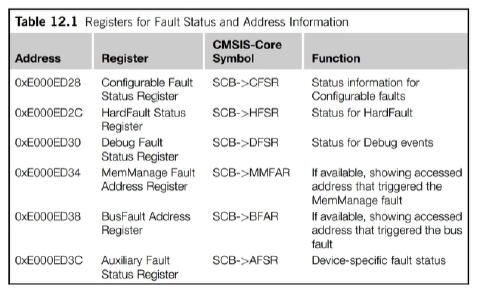 Table 12.1 Registers for Fault Status and Address Information
Address Register CMSIS-Core Symbol Function
0xE000ED28 Configurable Fault Status Register SCB->CFSR Status information for Configurable faults
0xE000ED2C HardFault Status Register SCB->HFSR Status for HardFault
0xE000ED30 Debug Fault Status Register SCB->DFSR Status for Debug events
0xE000ED34 MemManage Fault Address Register SCB->MMFAR If available, showing accessed address that triggered the MemManage fault
0xE000ED38 BusFault Address Register SCB->BFAR If available, showing accessed address that triggered the bus fault
0xE000ED3C Auxiliary Fault Status Register SCB->AFSR Device-specific fault status